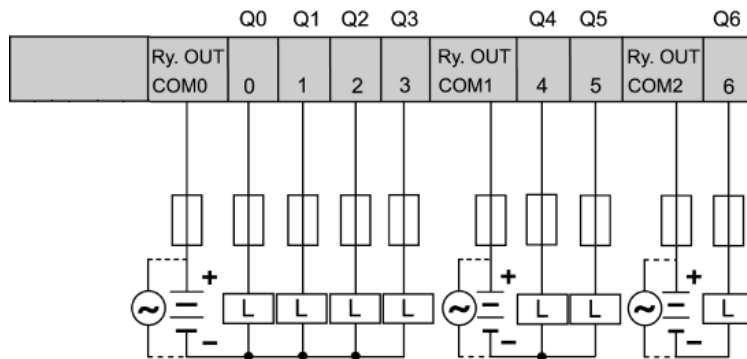 Q0 Q1 Q2 Q3 Q4 Q5 Q6
Ry. OUT Ry. OUT Ry. OUT
COM0 0 1 2 3 COM1 4 5 COM2 6
+ + +
~ L L L L ~ L L ~ L
− − −